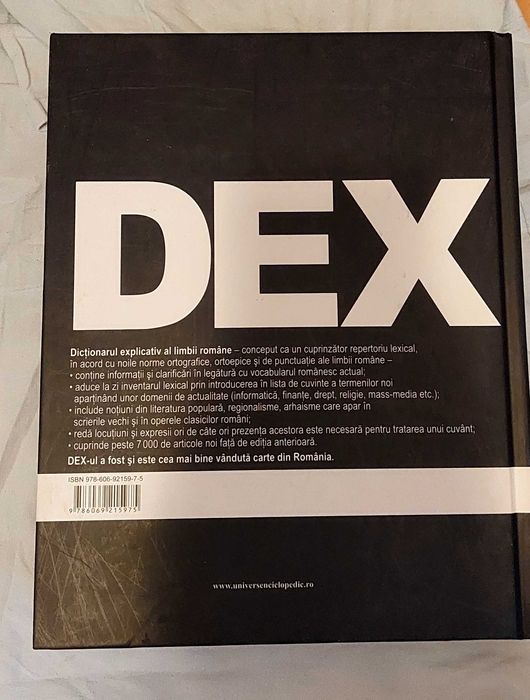 DEX
Dicționarul explicativ al limbii române – conceput ca un cuprinzător repertoriu lexical,
în acord cu noile norme ortografice, ortoepice și de punctuație ale limbii române –
• conține informații și clarificări în legătură cu vocabularul românesc actual;
• aduce la zi inventarul lexical prin introducerea în lista de cuvinte a termenilor noi
aparținând unor domenii de actualitate (informatică, finanțe, drept, religie, mass-media etc.);
• include noțiuni din literatura populară, regionalisme, arhaisme care apar în
scrierile vechi și în operele clasicilor români;
• redă locuțiuni și expresii ori de câte ori prezența acestora este necesară pentru tratarea unui cuvânt;
• cuprinde peste 7 000 de articole noi față de ediția anterioară.
DEX-ul a fost și este cea mai bine vândută carte din România.
ISBN 978-606-92159-7-5
9 786069 215975
www.universenciclopedic.ro